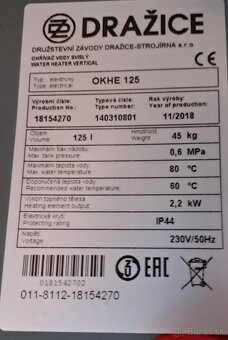 DZ DRAŽICE
DRUŽSTEVNÍ ZÁVODY DRAŽICE-STROJÍRNA s.r.o
OHŘÍVAČ VODY SVISLÝ
WATER HEATER VERTICAL
Typ elektrický OKHE 125
Type electrical
Výrobní číslo: Typové číslo: Rok výroby:
Product No: Type number: Year of manufacture:
18154270 140310801 11/2018
Objem Hmotnost
Volume: 125 l Weight: 45 kg
Maximální tlak nádoby
Max. tank pressure 0,6 MPa
Maximální teplota vody
Max. water temperature 80 °C
Doporučená teplota vody
Recommended water temp. 60 °C
Výkon topného tělesa
Heating element output 2,2 kW
Elektrické krytí
Protecting rating IP44
Napětí
Voltage 230V/50Hz
0181542702
011-8112-18154270
EAC